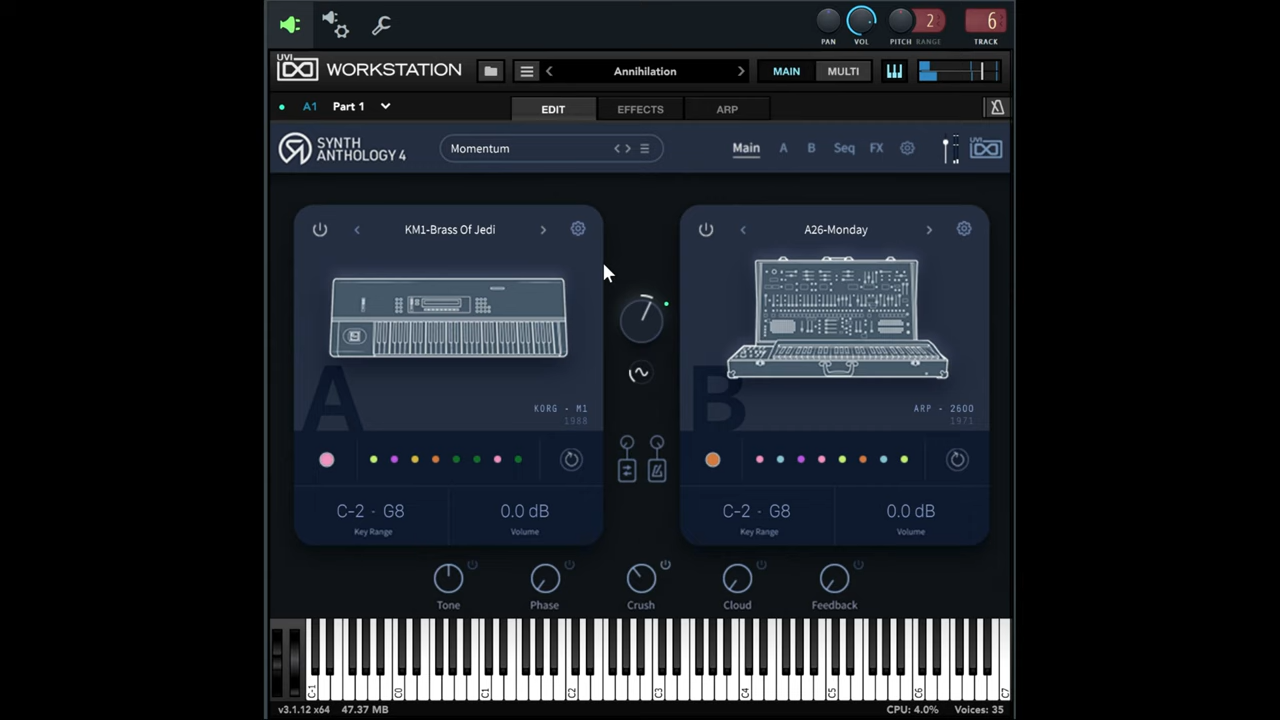 2 6
PAN VOL PITCH RANGE TRACK
UVI WORKSTATION Annihilation MAIN MULTI
A1 Part 1 EDIT EFFECTS ARP
SYNTH
ANTHOLOGY 4 Momentum Main A B Seq FX UVI
KM1-Brass Of Jedi A26-Monday
A B
KORG - M1 ARP - 2600
1988 1971
C-2 - G8 0.0 dB C-2 - G8 0.0 dB
Key Range Volume Key Range Volume
Tone Phase Crush Cloud Feedback
C-1 C0 C1 C2 C3 C4 C5 C6 C7
v3.1.12 x64 47.37 MB CPU: 4.0% Voices: 35